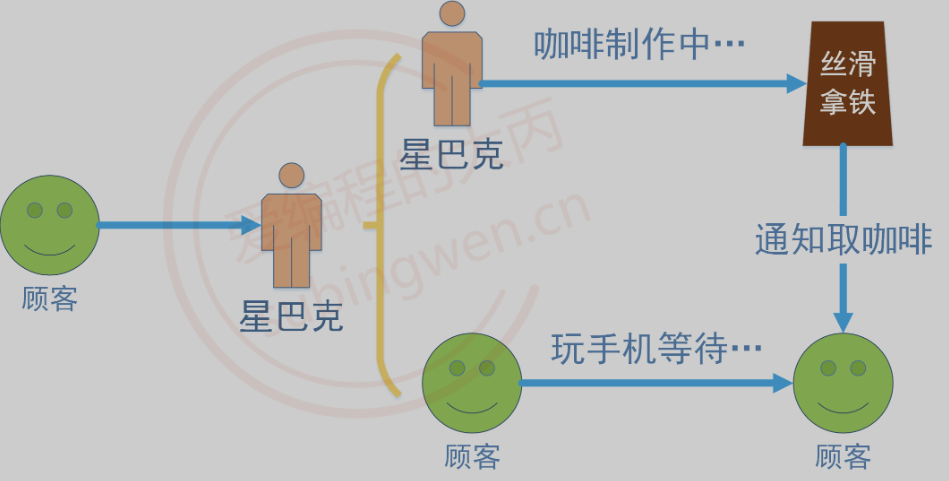 咖啡制作中…
丝滑
拿铁
星巴克
顾客
星巴克
通知取咖啡
玩手机等待…
顾客
顾客
爱编程的大丙
subingwen.cn